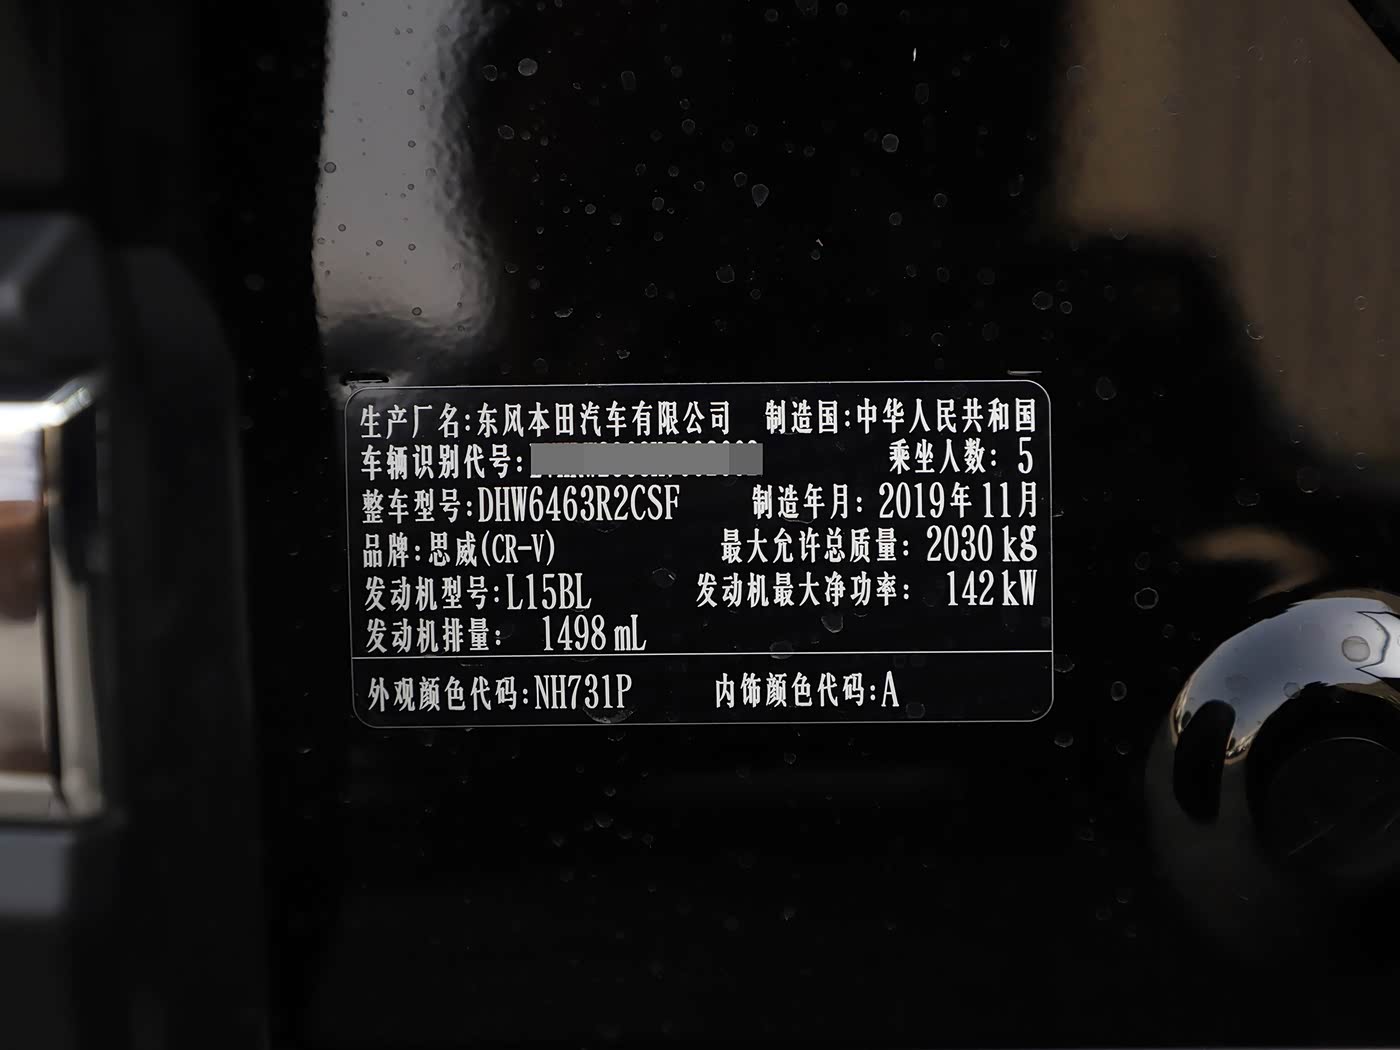 生产厂名:东风本田汽车有限公司 制造国:中华人民共和国
车辆识别代号: 乘坐人数: 5
整车型号:DHW6463R2CSF 制造年月: 2019年11月
品牌:思威(CR-V) 最大允许总质量: 2030 kg
发动机型号:L15BL 发动机最大净功率: 142 kW
发动机排量: 1498 mL
外观颜色代码:NH731P 内饰颜色代码:A